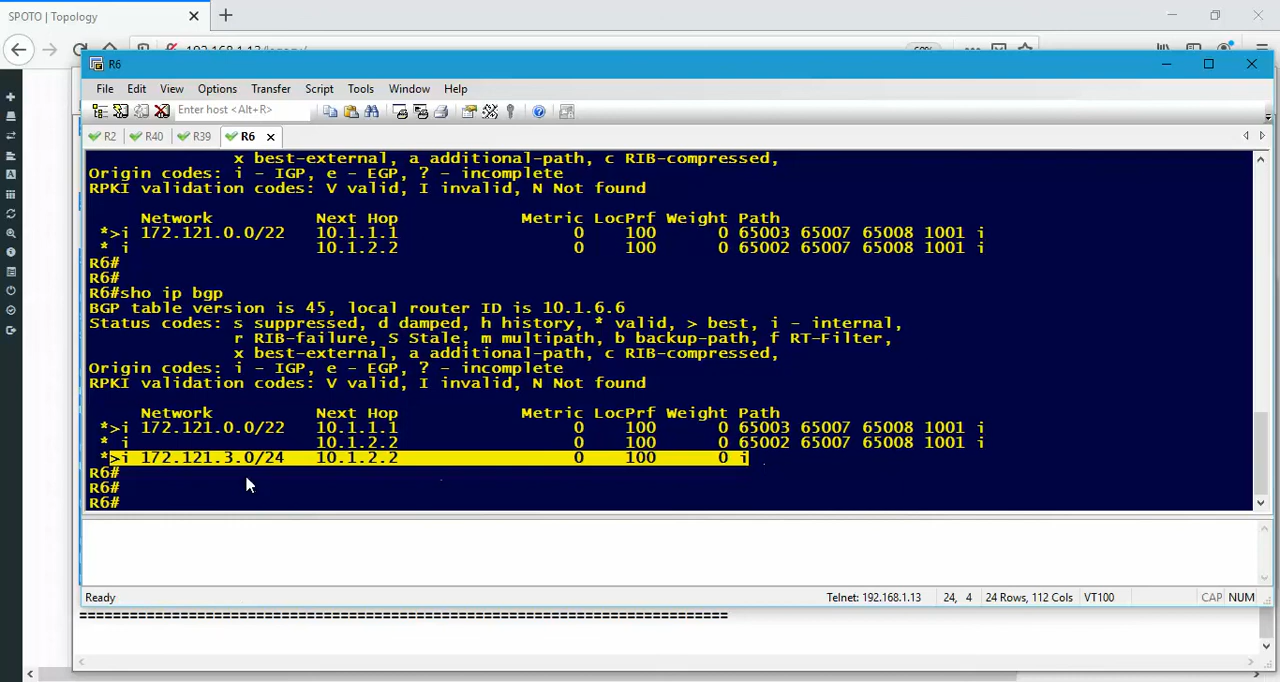 SPOTO | Topology
R6
File Edit View Options Transfer Script Tools Window Help
Enter host <Alt+R>
R2 R40 R39 R6
x best-external, a additional-path, c RIB-compressed,
Origin codes: i - IGP, e - EGP, ? - incomplete
RPKI validation codes: V valid, I invalid, N Not found
Network Next Hop Metric LocPrf Weight Path
*>i 172.121.0.0/22 10.1.1.1 0 100 0 65003 65007 65008 1001 i
* i 10.1.2.2 0 100 0 65002 65007 65008 1001 i
R6#
R6#
R6#sho ip bgp
BGP table version is 45, local router ID is 10.1.6.6
Status codes: s suppressed, d damped, h history, * valid, > best, i - internal,
r RIB-failure, S Stale, m multipath, b backup-path, f RT-Filter,
x best-external, a additional-path, c RIB-compressed,
Origin codes: i - IGP, e - EGP, ? - incomplete
RPKI validation codes: V valid, I invalid, N Not found
Network Next Hop Metric LocPrf Weight Path
*>i 172.121.0.0/22 10.1.1.1 0 100 0 65003 65007 65008 1001 i
* i 10.1.2.2 0 100 0 65002 65007 65008 1001 i
*>i 172.121.3.0/24 10.1.2.2 0 100 0 i
R6#
R6#
R6#
Ready Telnet: 192.168.1.13 24, 4 24 Rows, 112 Cols VT100 CAP NUM
===========================================================================